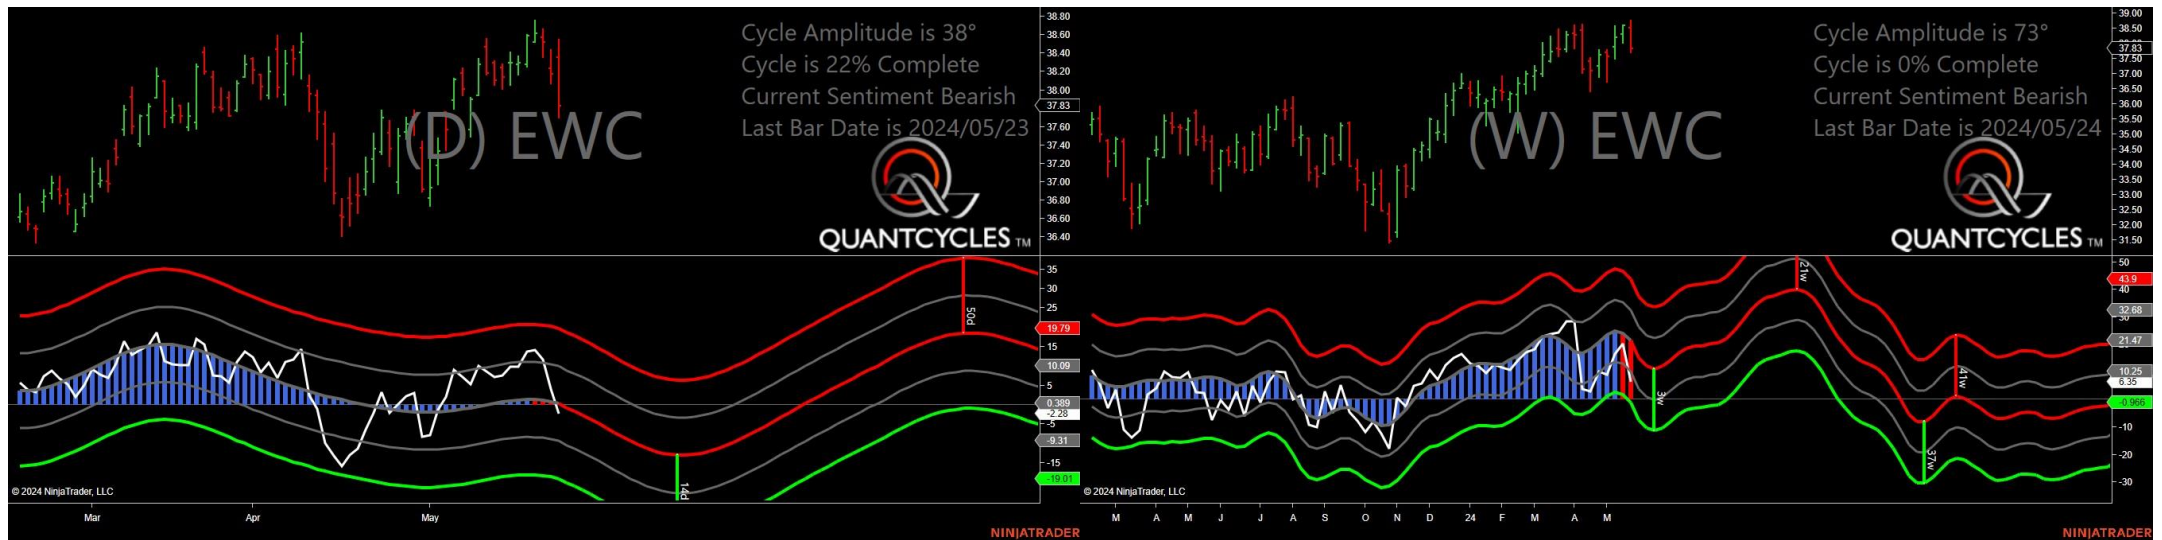 Cycle Amplitude is 38°
Cycle is 22% Complete
Current Sentiment Bearish
Last Bar Date is 2024/05/23
(D) EWC
QUANTCYCLES TM
38.80
38.60
38.40
38.20
38.00
37.83
37.60
37.40
37.20
37.00
36.80
36.60
36.40
35
30
25
19.79
15
10.09
5
0.389
-2.28
-5
-9.31
-15
-19.01
50d
14d
© 2024 NinjaTrader, LLC
Mar Apr May
NINJATRADER
Cycle Amplitude is 73°
Cycle is 0% Complete
Current Sentiment Bearish
Last Bar Date is 2024/05/24
(W) EWC
QUANTCYCLES TM
39.00
38.50
37.83
37.50
37.00
36.50
36.00
35.50
35.00
34.50
34.00
33.50
33.00
32.50
32.00
31.50
50
43.9
40
32.68
30
21.47
10.25
6.35
-0.966
-10
-20
-30
21w
3w
41w
37w
© 2024 NinjaTrader, LLC
M A M J J A S O N D 24 F M A M
NINJATRADER